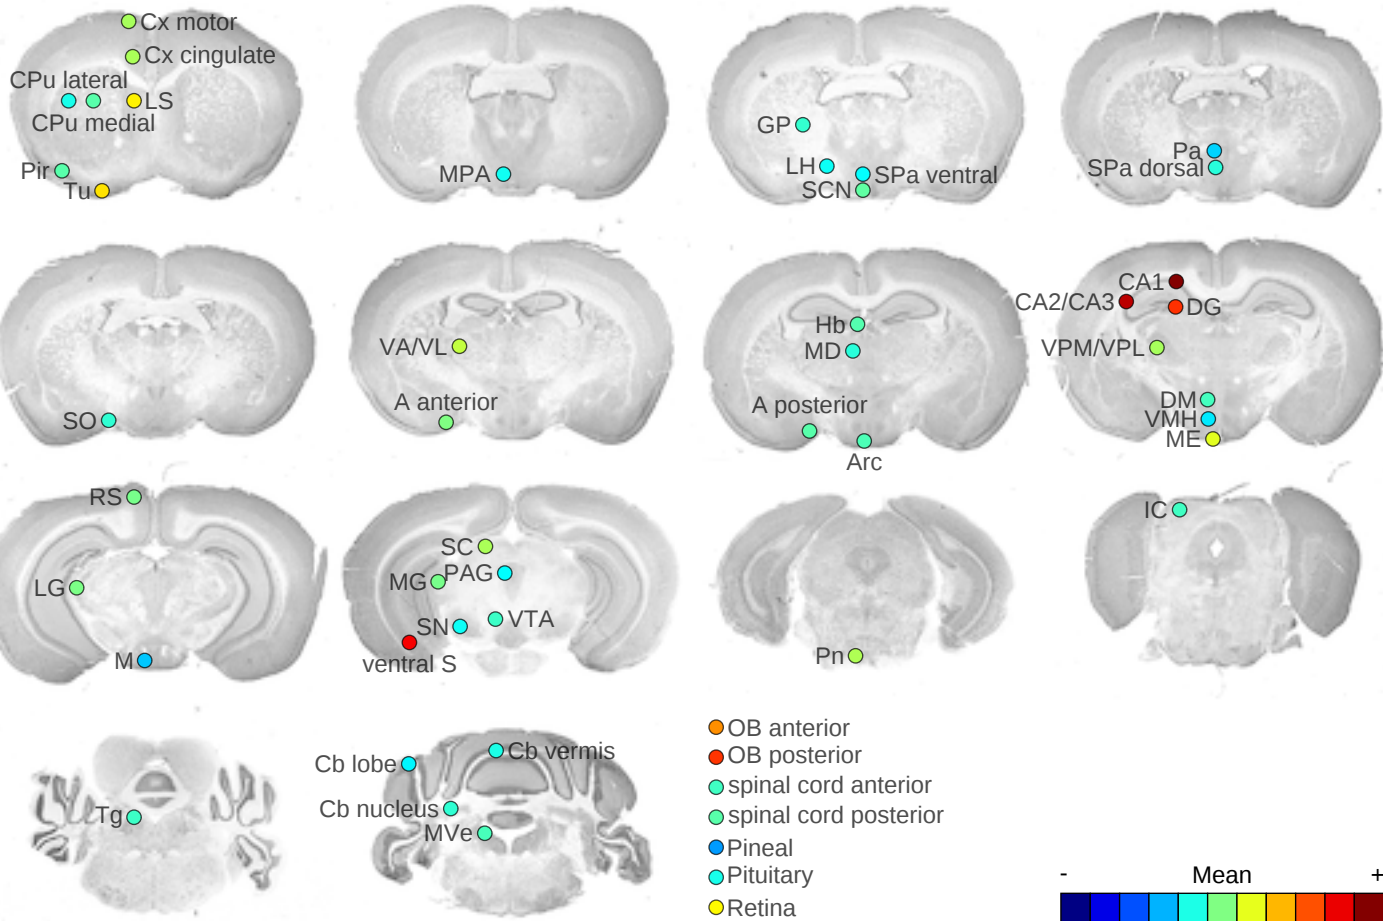 Cx motor
Cx cingulate
CPu lateral
LS
CPu medial
Pir
Tu
MPA
GP
LH
SPa ventral
SCN
Pa
SPa dorsal
SO
VA/VL
A anterior
Hb
MD
A posterior
Arc
CA1
CA2/CA3
DG
VPM/VPL
DM
VMH
ME
RS
LG
M
SC
PAG
MG
VTA
SN
ventral S
Pn
IC
Tg
Cb vermis
Cb lobe
Cb nucleus
MVe
OB anterior
OB posterior
spinal cord anterior
spinal cord posterior
Pineal
Pituitary
Retina
- Mean +